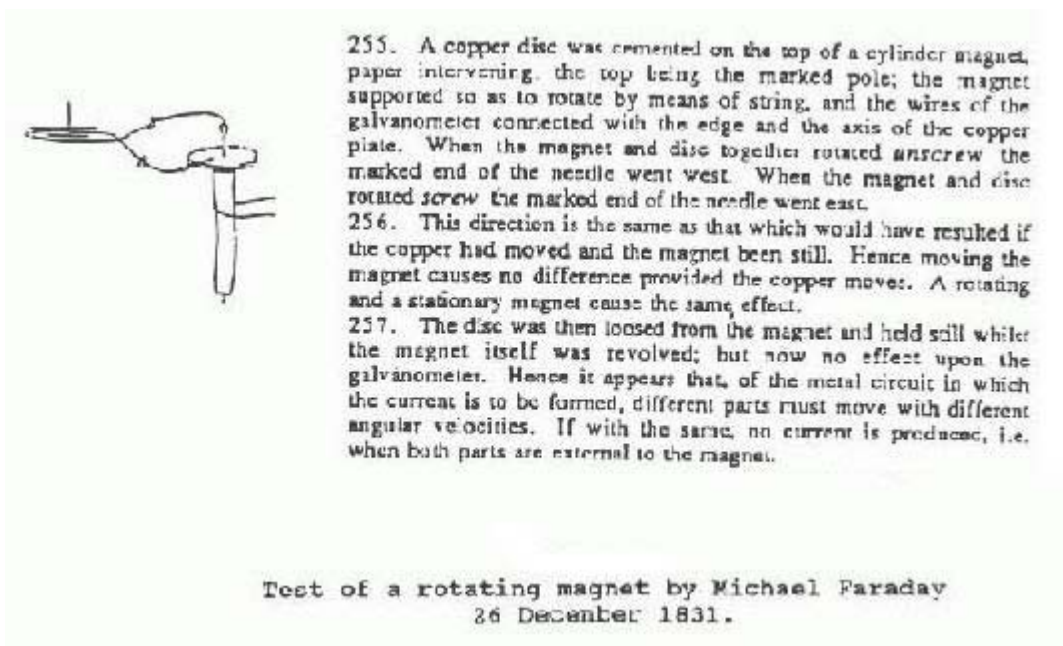 255. A copper disc was cemented on the top of a cylinder magnet,
paper intervening, the top being the marked pole; the magnet
supported so as to rotate by means of string, and the wires of the
galvanometer connected with the edge and the axis of the copper
plate. When the magnet and disc together rotated unscrew the
marked end of the needle went west. When the magnet and disc
rotated screw the marked end of the needle went east.
256. This direction is the same as that which would have resulted if
the copper had moved and the magnet been still. Hence moving the
magnet causes no difference provided the copper moves. A rotating
and a stationary magnet cause the same effect.
257. The disc was then loosed from the magnet and held still whilst
the magnet itself was revolved; but now no effect upon the
galvanometer. Hence it appears that, of the metal circuit in which
the current is to be formed, different parts must move with different
angular velocities. If with the same, no current is produced, i.e.
when both parts are external to the magnet.
Test of a rotating magnet by Michael Faraday
26 December 1831.